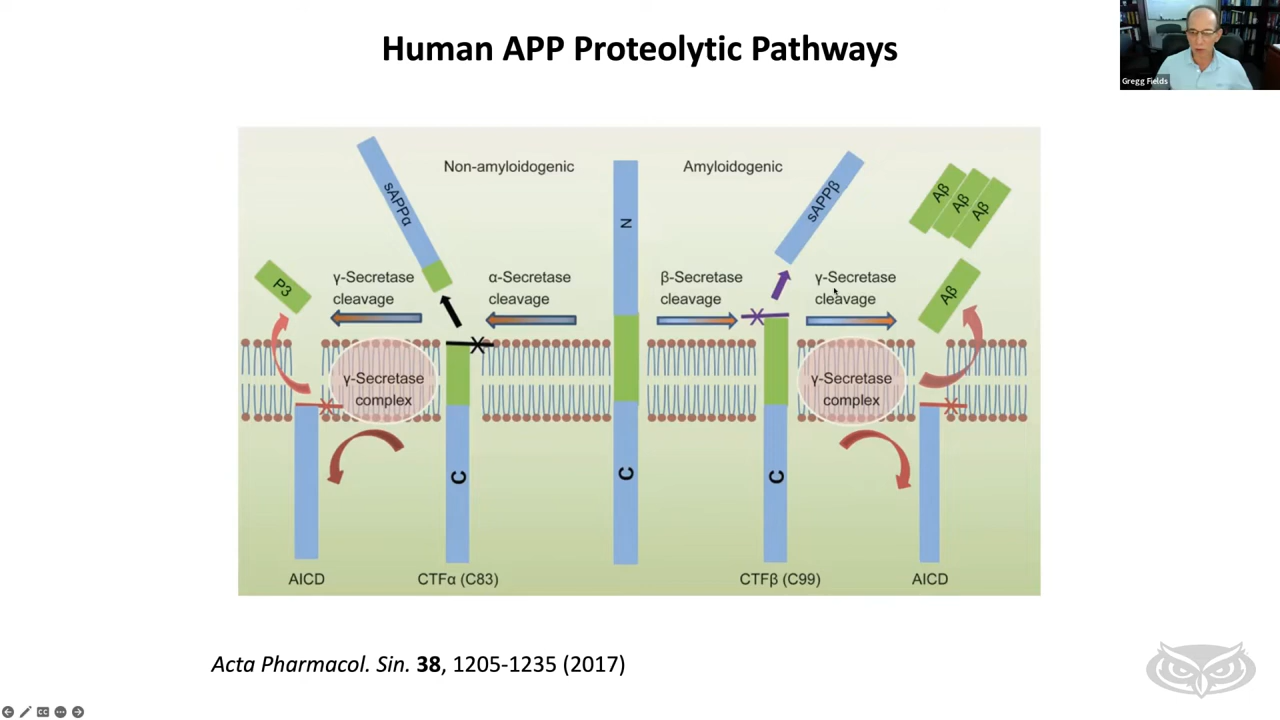 Human APP Proteolytic Pathways
Gregg Fields
Non-amyloidogenic
Amyloidogenic
sAPPα
N
sAPPβ
Aβ
Aβ
Aβ
P3
γ-Secretase
cleavage
α-Secretase
cleavage
β-Secretase
cleavage
γ-Secretase
cleavage
Aβ
γ-Secretase
complex
γ-Secretase
complex
C
C
C
AICD
CTFα (C83)
CTFβ (C99)
AICD
Acta Pharmacol. Sin. 38, 1205-1235 (2017)